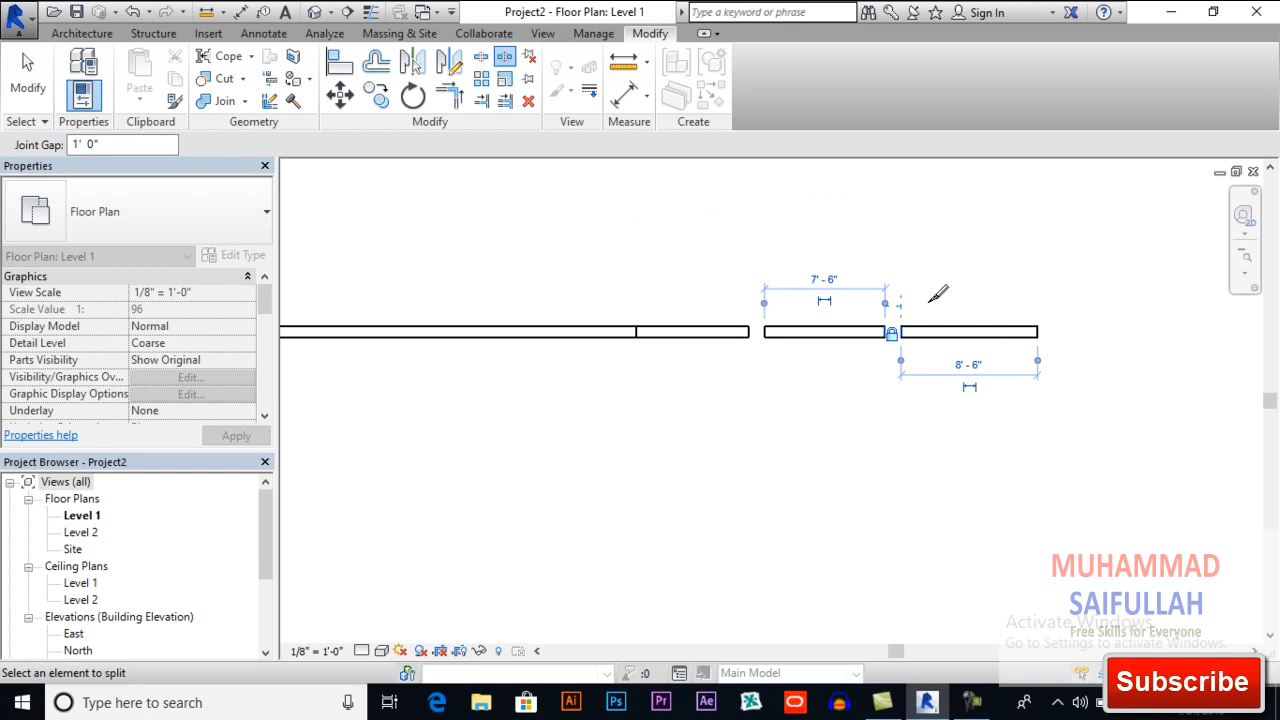 Project2 - Floor Plan: Level 1
Type a keyword or phrase
Sign In
Architecture Structure Insert Annotate Analyze Massing & Site Collaborate View Manage Modify
Modify Paste Cope Cut Join
Select Properties Clipboard Geometry Modify View Measure Create
Joint Gap: 1' 0"
Properties
Floor Plan
Floor Plan: Level 1 Edit Type
Graphics
View Scale 1/8" = 1'-0"
Scale Value 1: 96
Display Model Normal
Detail Level Coarse
Parts Visibility Show Original
Visibility/Graphics Ov... Edit...
Graphic Display Options Edit...
Underlay None
Properties help Apply
Project Browser - Project2
Views (all)
Floor Plans
Level 1
Level 2
Site
Ceiling Plans
Level 1
Level 2
Elevations (Building Elevation)
East
North
7' - 6"
8' - 6"
2D
MUHAMMAD
SAIFULLAH
Free Skills for Everyone
Activate Windows
Go to Settings to activate Windows.
1/8" = 1'-0"
Select an element to split
:0
Main Model
Subscribe
Type here to search
Ai Ps Pr Ae